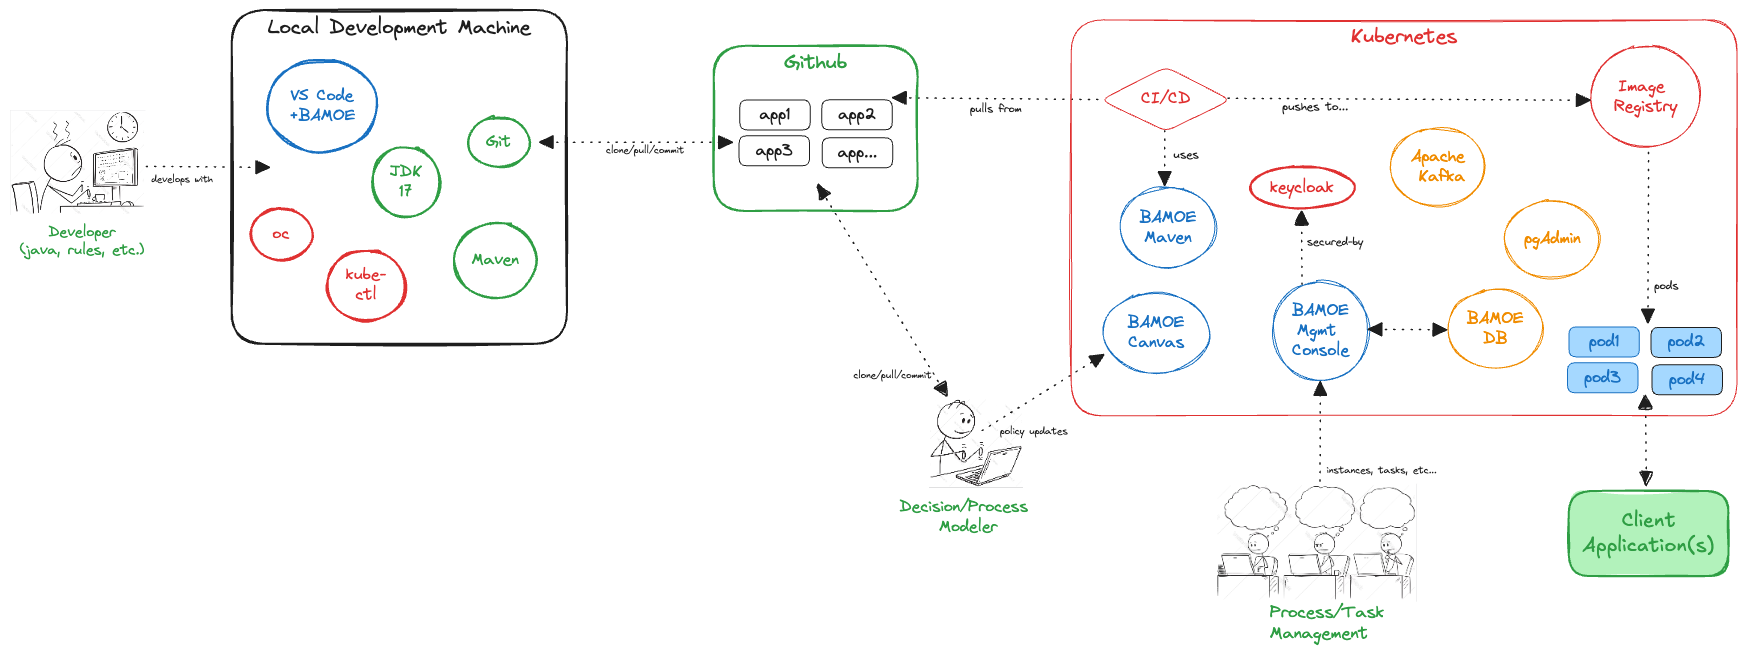 Local Development Machine
VS Code
+BAMOE
Git
JDK
17
oc
kube-
ctl
Maven
develops with
Developer
(java, rules, etc.)
clone/pull/commit
Github
app1
app2
app3
app...
clone/pull/commit
Decision/Process
Modeler
policy updates
pulls from
Kubernetes
CI/CD
pushes to...
Image
Registry
uses
BAMOE
Maven
keycloak
Apache
Kafka
secured-by
pgAdmin
BAMOE
Canvas
BAMOE
Mgmt
Console
BAMOE
DB
pods
pod1
pod2
pod3
pod4
instances, tasks, etc...
Process/Task
Management
Client
Application(s)